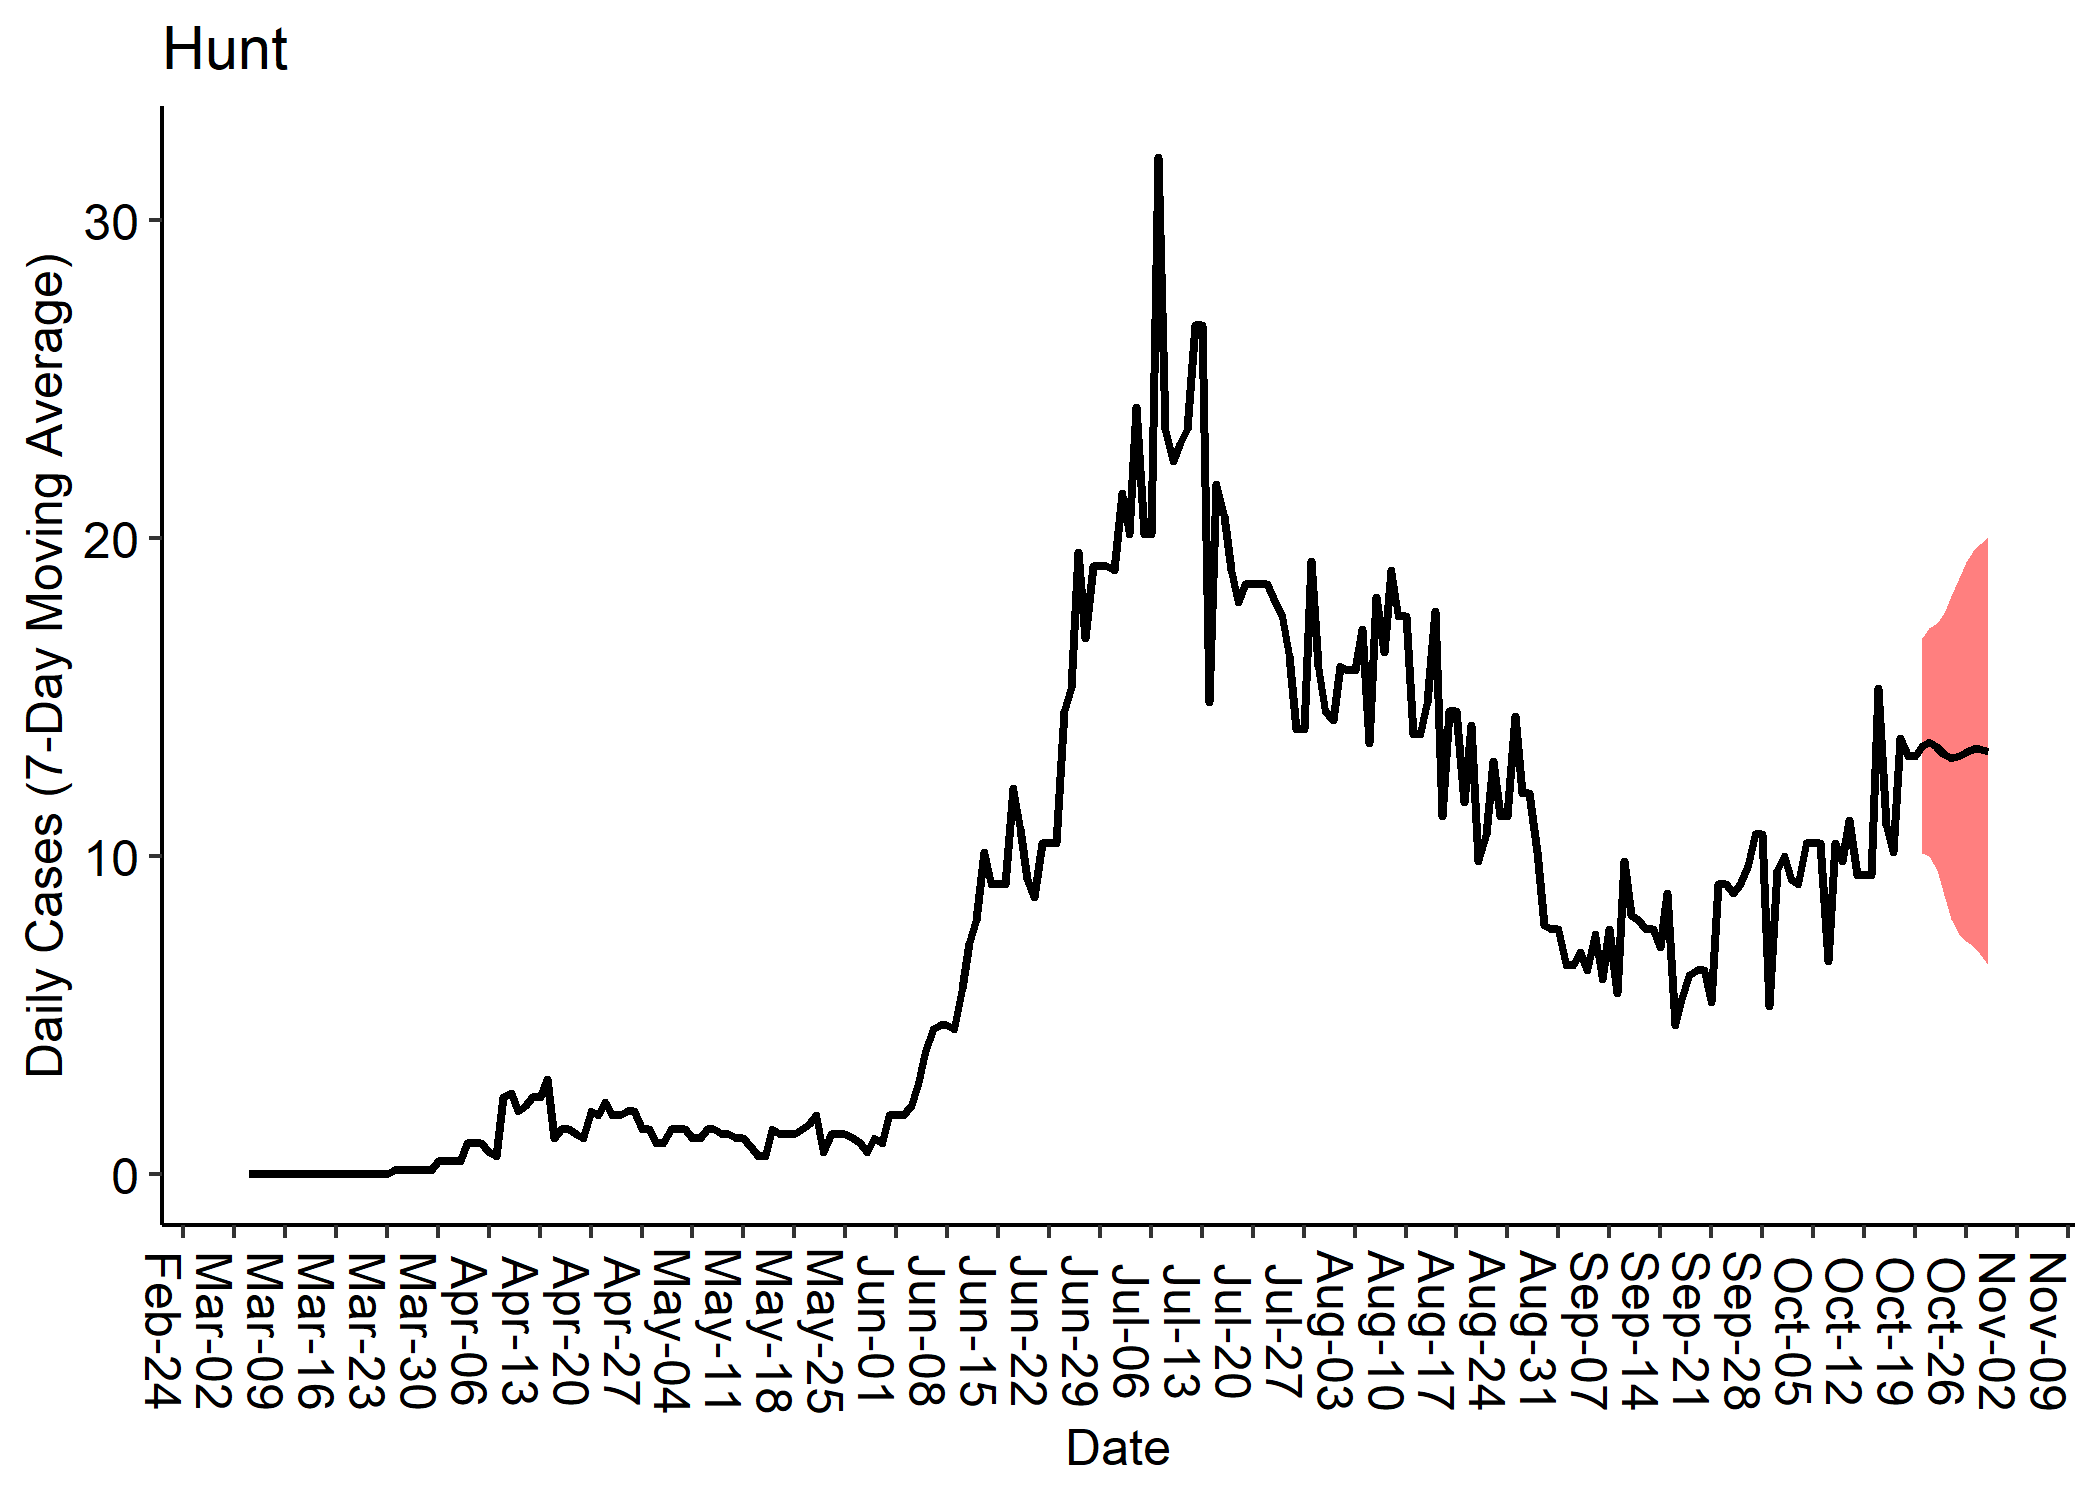 Hunt
Daily Cases (7-Day Moving Average)
30
20
10
0
Feb-24
Mar-02
Mar-09
Mar-16
Mar-23
Mar-30
Apr-06
Apr-13
Apr-20
Apr-27
May-04
May-11
May-18
May-25
Jun-01
Jun-08
Jun-15
Jun-22
Jun-29
Jul-06
Jul-13
Jul-20
Jul-27
Aug-03
Aug-10
Aug-17
Aug-24
Aug-31
Sep-07
Sep-14
Sep-21
Sep-28
Oct-05
Oct-12
Oct-19
Oct-26
Nov-02
Nov-09
Date